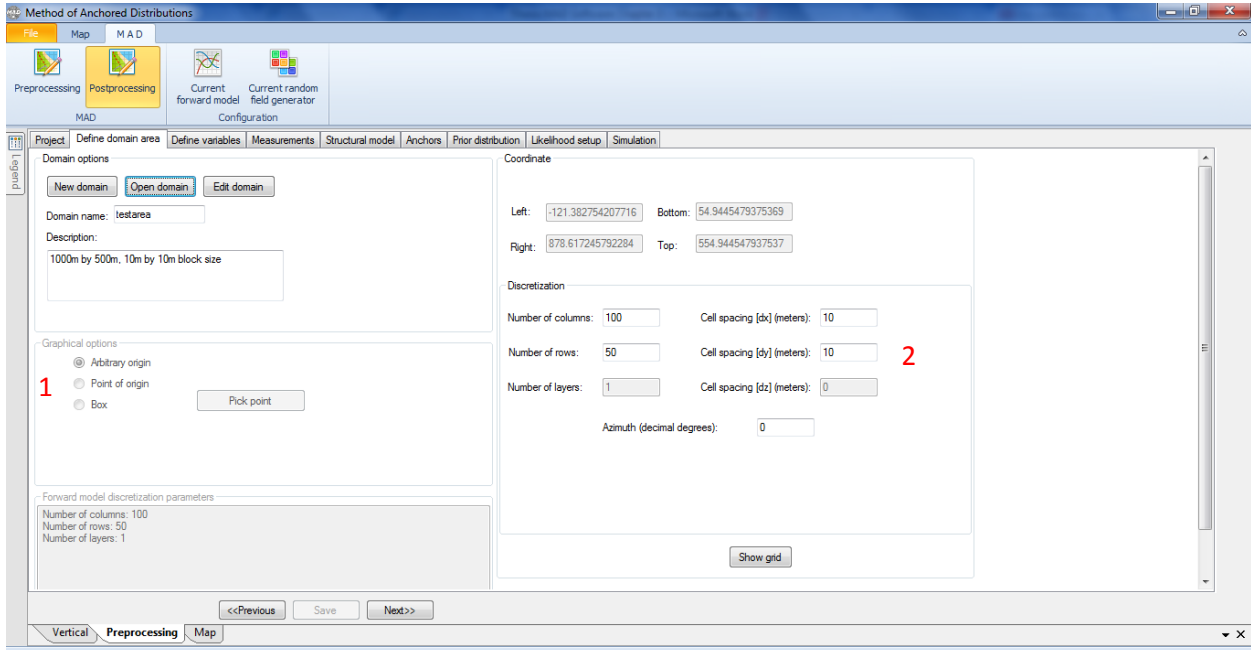 Method of Anchored Distributions
File Map MAD
Preprocesssing Postprocessing Current forward model Current random field generator
MAD Configuration
Legend
Project Define domain area Define variables Measurements Structural model Anchors Prior distribution Likelihood setup Simulation
Domain options
New domain Open domain Edit domain
Domain name: testarea
Description:
1000m by 500m, 10m by 10m block size
Graphical options
Arbitrary origin
1 Point of origin
Box Pick point
Forward model discretization parameters
Number of columns: 100
Number of rows: 50
Number of layers: 1
Coordinate
Left: -121.382754207716 Bottom: 54.9445479375369
Right: 878.617245792284 Top: 554.944547937537
Discretization
Number of columns: 100 Cell spacing [dx] (meters): 10
Number of rows: 50 Cell spacing [dy] (meters): 10 2
Number of layers: 1 Cell spacing [dz] (meters): 0
Azimuth (decimal degrees): 0
Show grid
<<Previous Save Next>>
Vertical Preprocessing Map